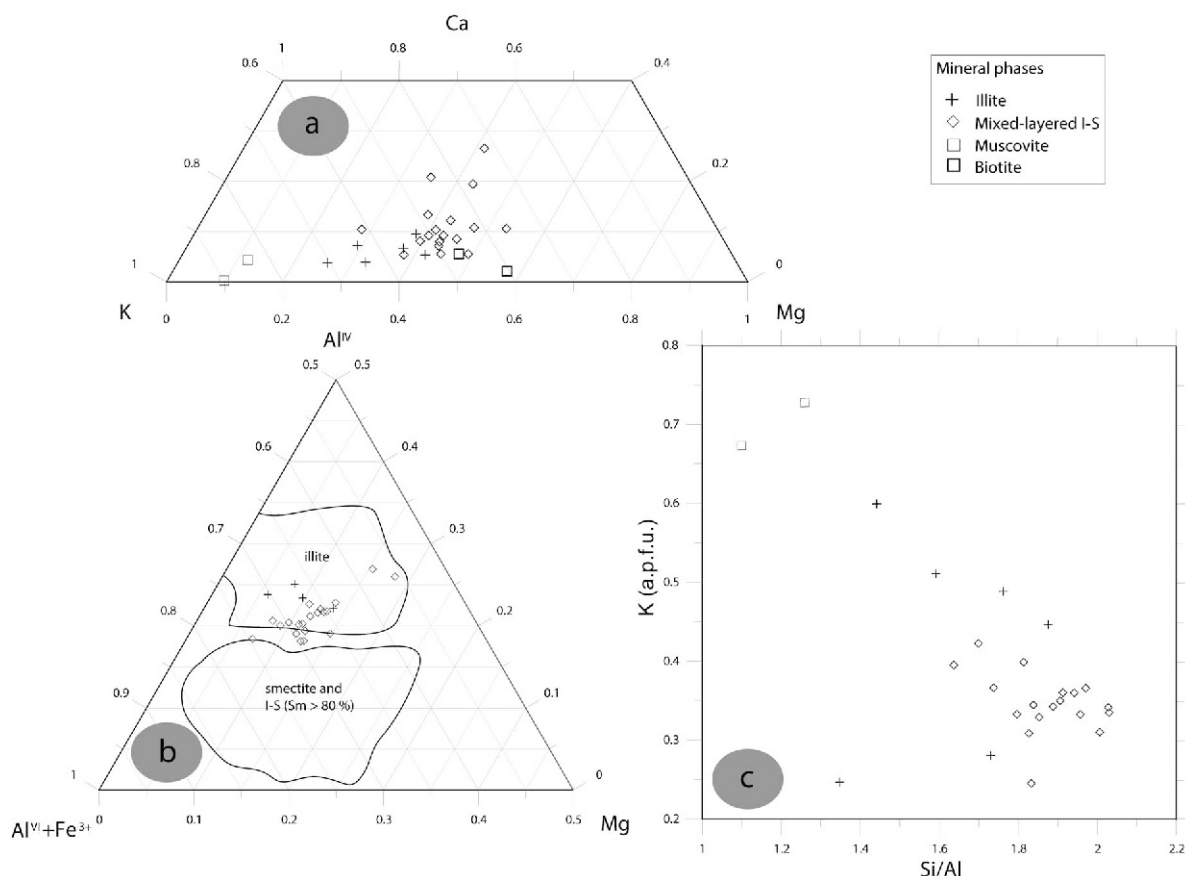 Ca
1 0.8 0.6
0.6 0.4
a
0.8 0.2
1 0
K Mg
0 0.2 0.4 0.6 1
Mineral phases
Illite
Mixed-layered I-S
Muscovite
Biotite
Al^IV
0.5 0.5
0.6 0.4
0.7 0.3
illite
0.8 0.2
smectite and
I-S (Sm > 80 %)
0.9 0.1
b
1 0
0 0.1 0.2 0.3 0.4 0.5
Al^VI+Fe³⁺ Mg
0.8
0.7
0.6
K (a.p.f.u.)
0.5
0.4
0.3
c
0.2
1 1.2 1.4 1.6 1.8 2 2.2
Si/Al